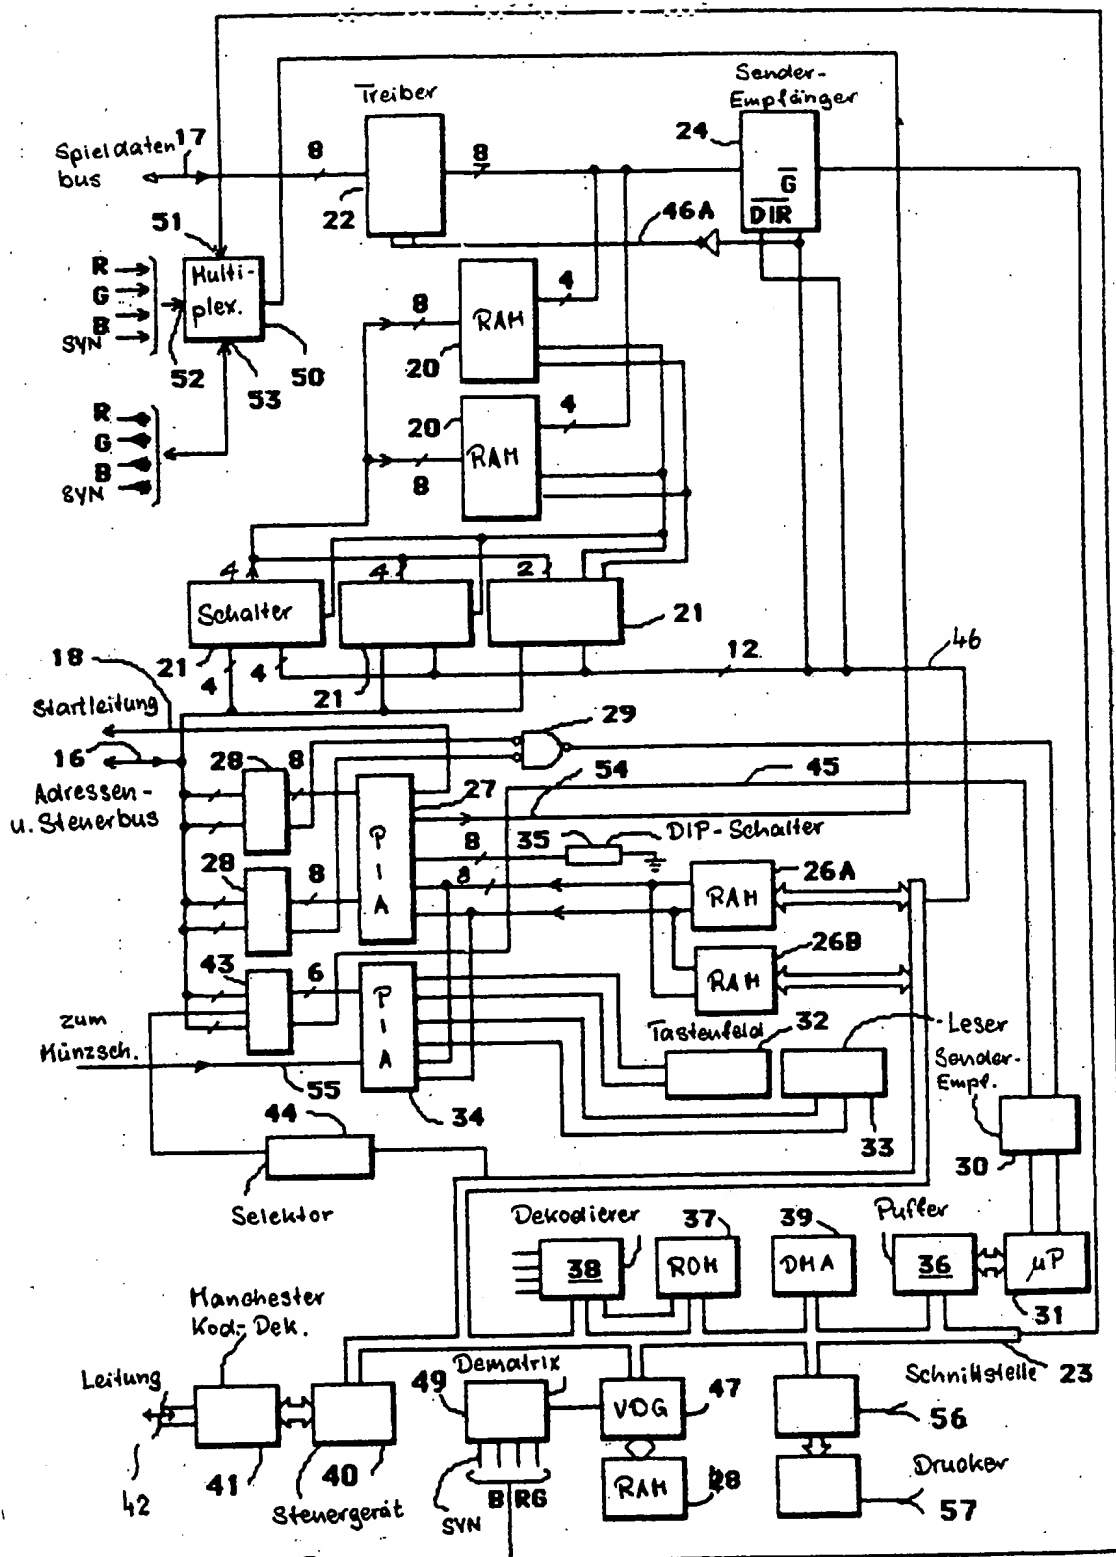 Treiber
Sender-
Empfänger
24
Spieldaten
bus
17
8
8
22
G
DIR
46A
51
R
G
B
SYN
Multi-
plex.
52
53
50
8
RAM
4
20
R
G
B
SYN
20
RAM
4
8
4
4
2
Schalter
21
21
4
4
21
12
46
18
Startleitung
16
Adressen-
u. Steuerbus
29
28
8
PIA
27
54
45
8
35
DIP-Schalter
28
8
8
RAM
26A
43
6
PIA
RAM
26B
zum
Münzsch.
55
34
Tastenfeld
32
Leser
33
Sender-
Empf.
30
44
Selektor
Dekodierer
38
37
ROM
39
DMA
Puffer
36
µP
31
Manchester
Kod.-Dek.
Leitung
42
41
40
Steuergerät
Dematrix
49
SYN
B RG
VDG
47
RAM
28
Schnittstelle
23
56
Drucker
57